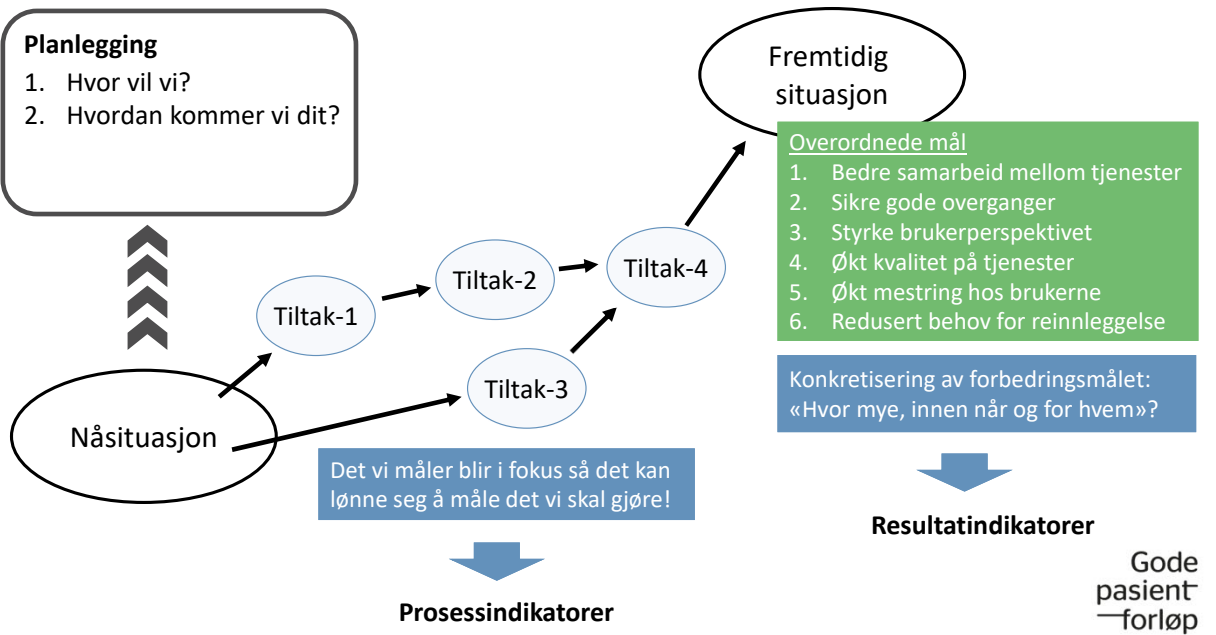 Planlegging
1. Hvor vil vi?
2. Hvordan kommer vi dit?
Fremtidig
situasjon
Overordnede mål
1. Bedre samarbeid mellom tjenester
2. Sikre gode overganger
3. Styrke brukerperspektivet
4. Økt kvalitet på tjenester
5. Økt mestring hos brukerne
6. Redusert behov for reinnleggelse
Tiltak-1
Tiltak-2
Tiltak-4
Tiltak-3
Nåsituasjon
Konkretisering av forbedringsmålet:
«Hvor mye, innen når og for hvem»?
Det vi måler blir i fokus så det kan
lønne seg å måle det vi skal gjøre!
Resultatindikatorer
Prosessindikatorer
Gode
pasient
forløp